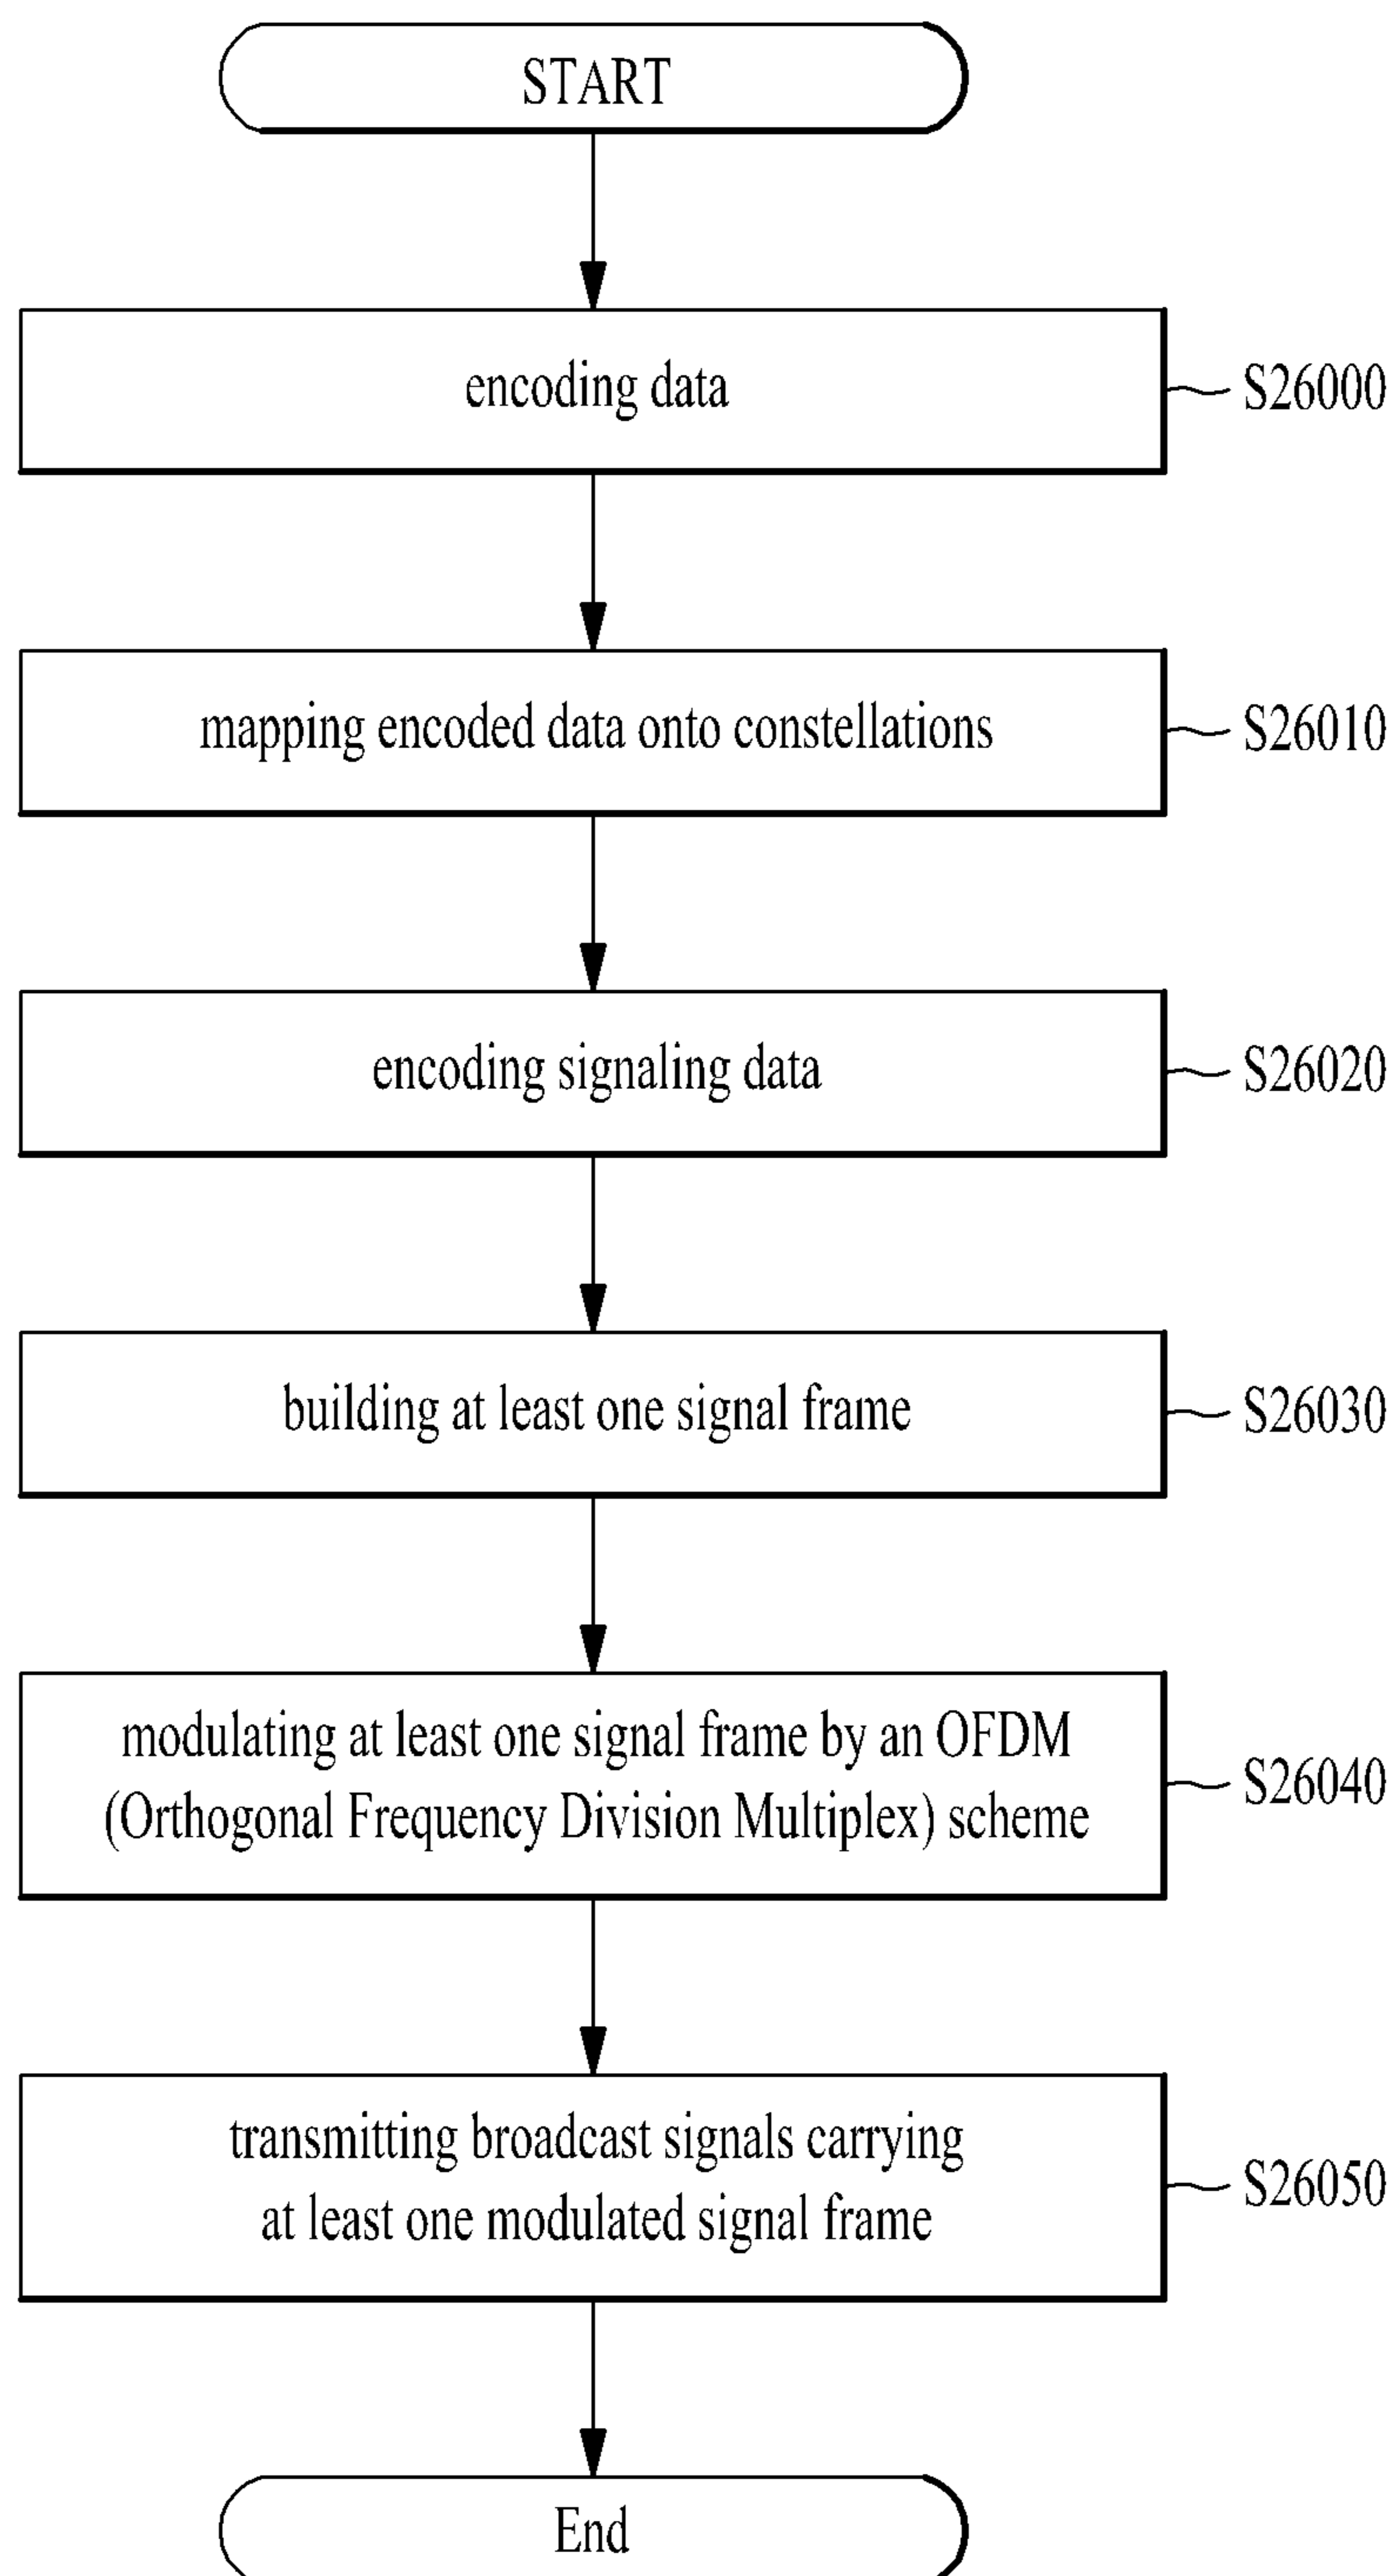 START
encoding data
S26000
mapping encoded data onto constellations
S26010
encoding signaling data
S26020
building at least one signal frame
S26030
modulating at least one signal frame by an OFDM
(Orthogonal Frequency Division Multiplex) scheme
S26040
transmitting broadcast signals carrying
at least one modulated signal frame
S26050
End